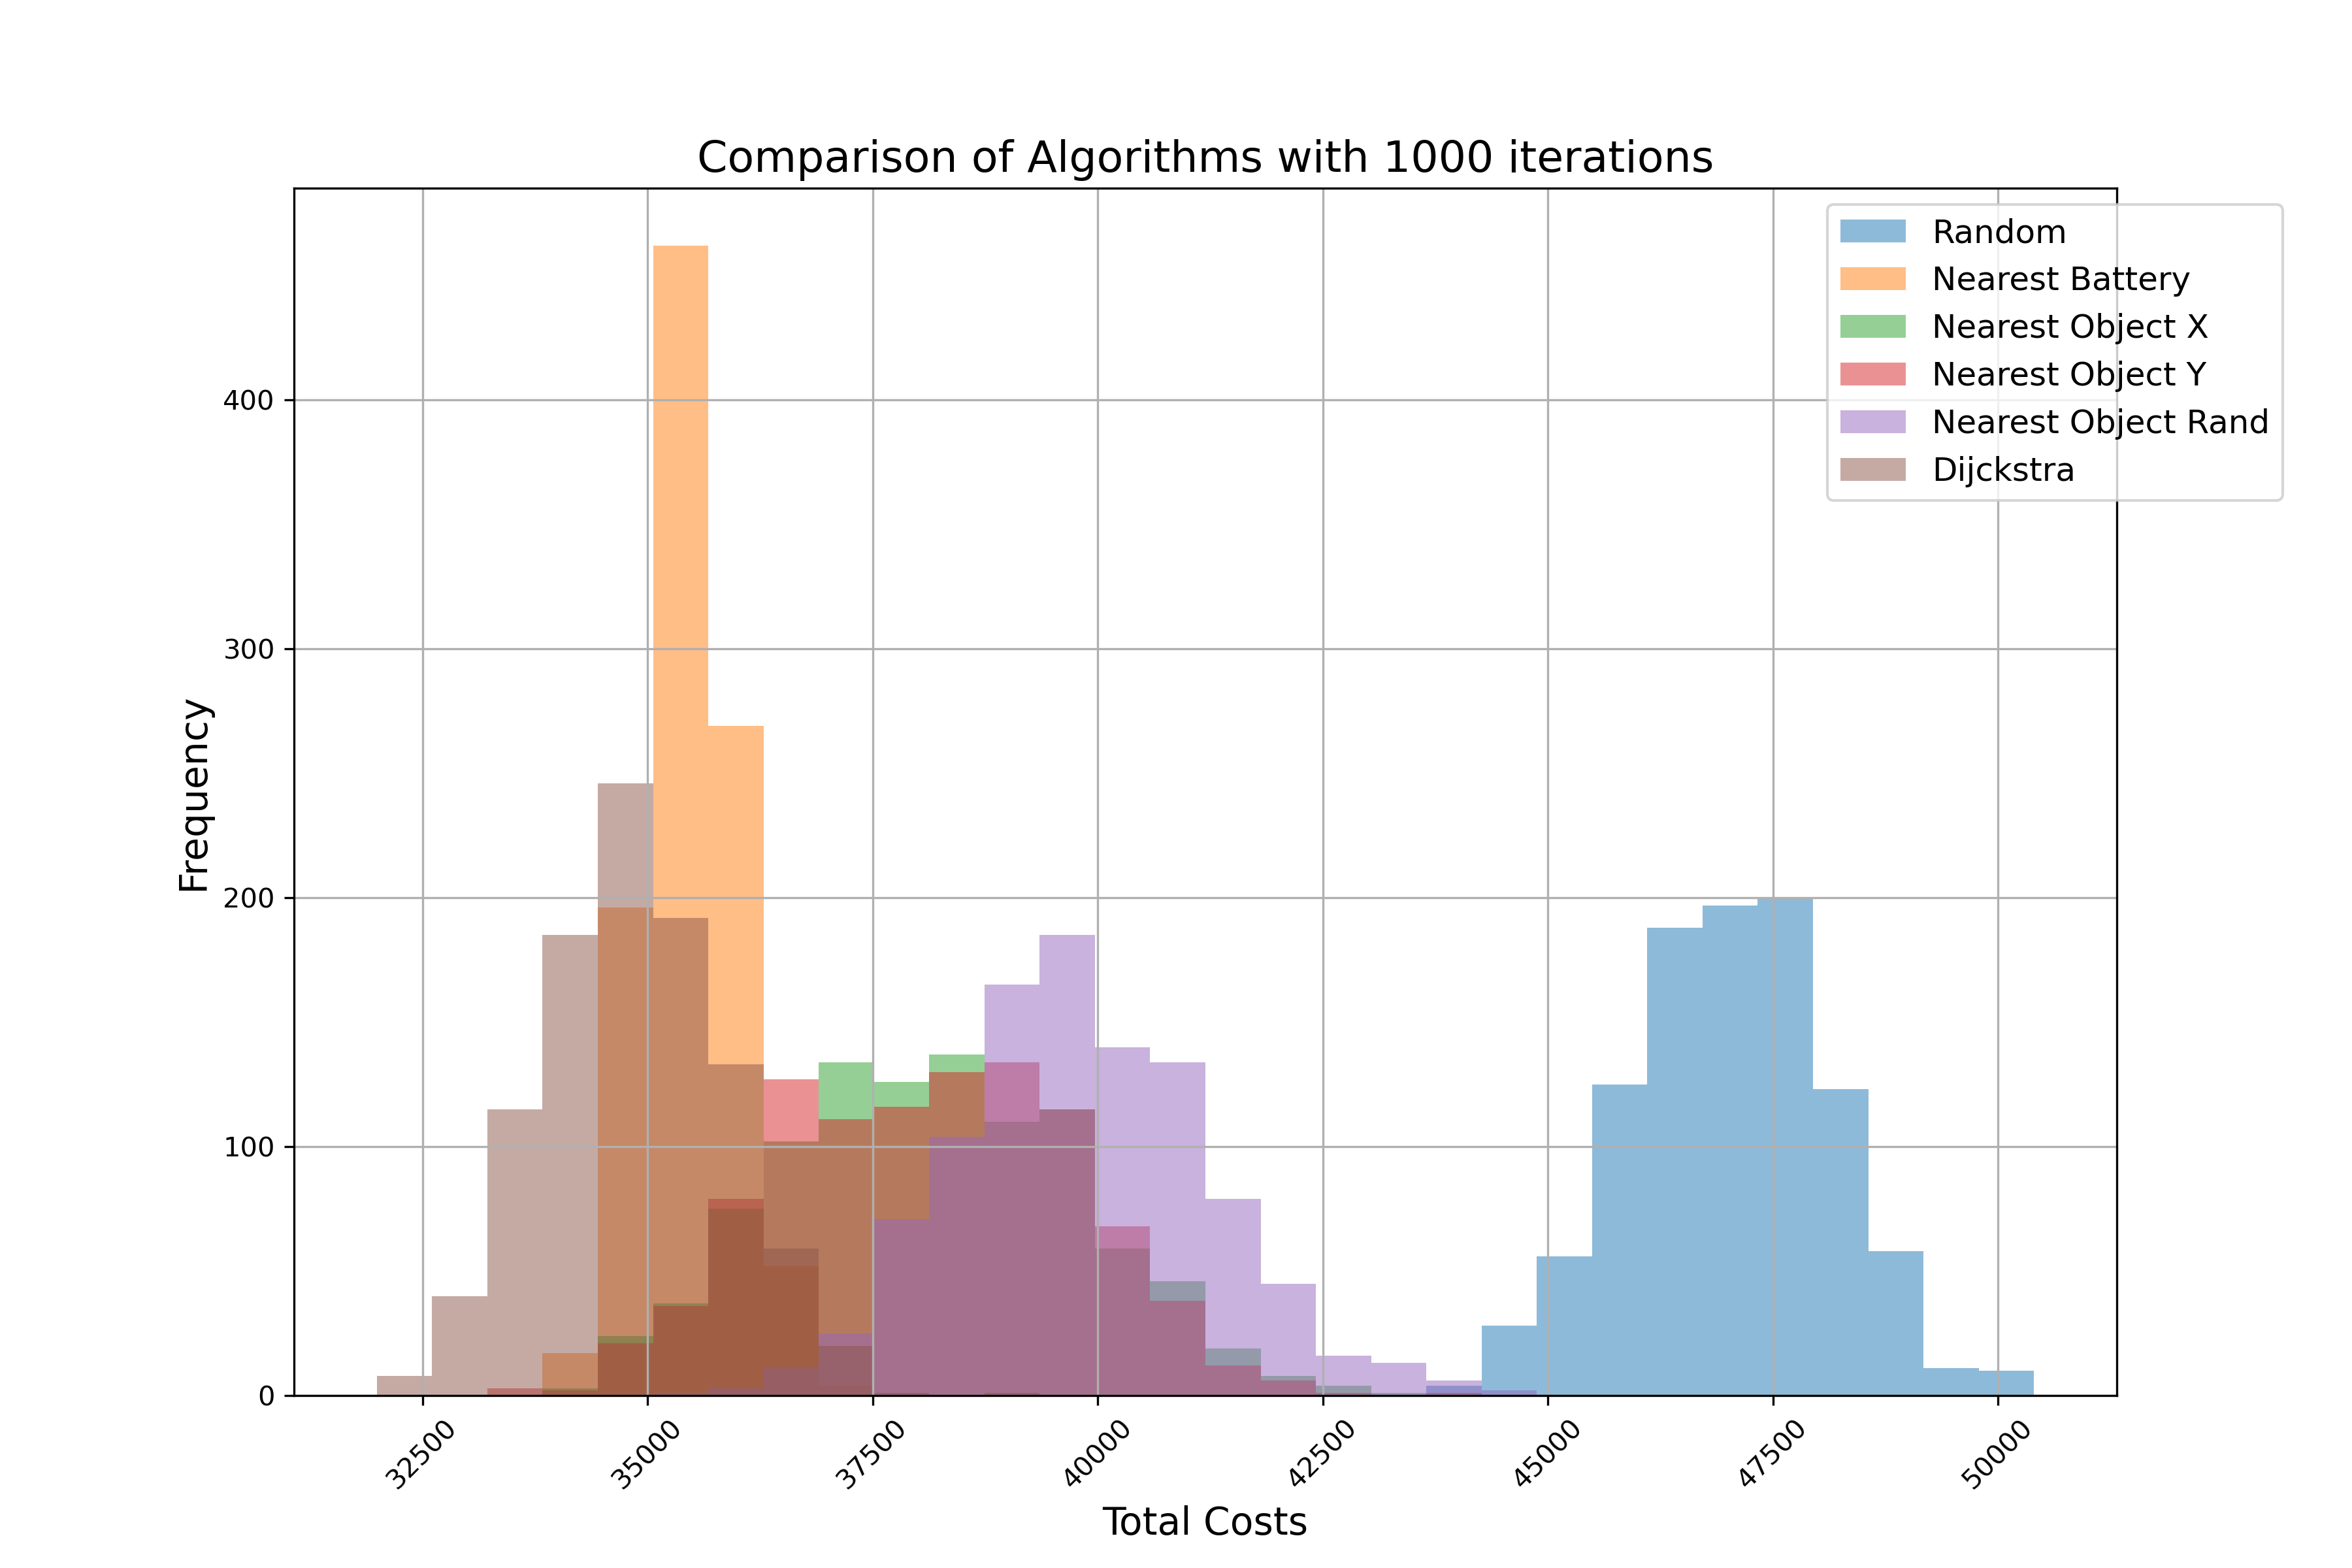 Comparison of Algorithms with 1000 iterations
Random
Nearest Battery
Nearest Object X
Nearest Object Y
Nearest Object Rand
Dijckstra
Frequency
400
300
200
100
0
32500
35000
37500
40000
42500
45000
47500
50000
Total Costs